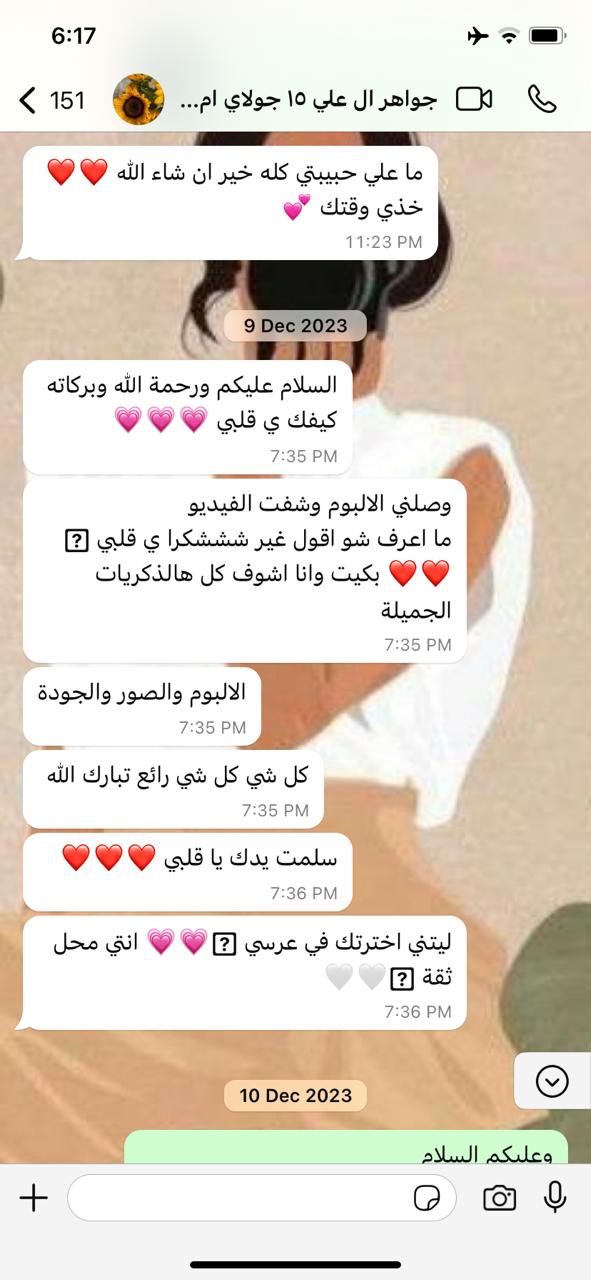 6:17
151
جواهر ال علي ١٥ جولاي ام...
ما علي حبيبتي كله خير ان شاء الله ❤️❤️
خذي وقتك 💕
11:23 PM
9 Dec 2023
السلام عليكم ورحمة الله وبركاته
كيفك ي قلبي 💗💗💗
7:35 PM
وصلني الالبوم وشفت الفيديو
ما اعرف شو اقول غير شششكرا ي قلبي
❤️❤️ بكيت وانا اشوف كل هالذكريات
الجميلة
7:35 PM
الالبوم والصور والجودة
7:35 PM
كل شي كل شي رائع تبارك الله
7:35 PM
سلمت يدك يا قلبي ❤️❤️❤️
7:36 PM
ليتني اخترتك في عرسي 💗💗 انتي محل
ثقة 🤍🤍
7:36 PM
10 Dec 2023
وعليكم السلام